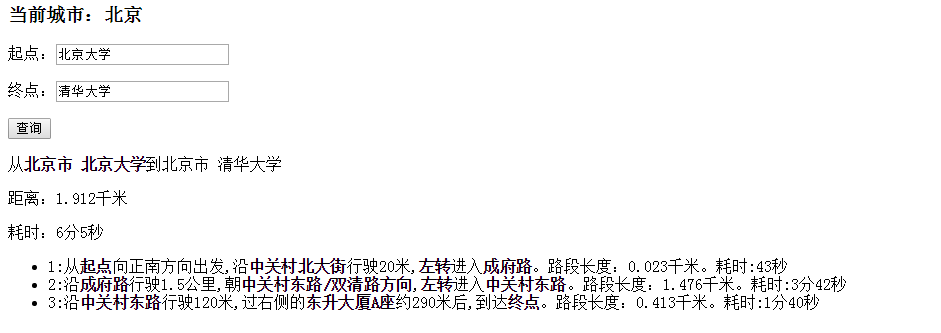 当前城市：北京
起点：北京大学
终点：清华大学
查询
从北京市 北京大学到北京市 清华大学
距离：1.912千米
耗时：6分5秒
1:从起点向正南方向出发,沿中关村北大街行驶20米,左转进入成府路。路段长度：0.023千米。耗时:43秒
2:沿成府路行驶1.5公里,朝中关村东路/双清路方向,左转进入中关村东路。路段长度：1.476千米。耗时:3分42秒
3:沿中关村东路行驶120米,过右侧的东升大厦A座约290米后,到达终点。路段长度：0.413千米。耗时:1分40秒